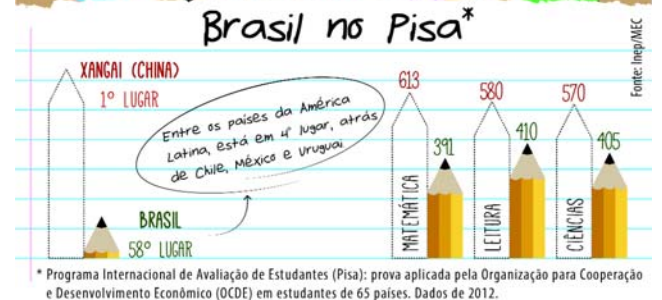 Brasil no Pisa*
Fonte: Inep/MEC
XANGAI (CHINA)
1º LUGAR
Entre os países da América
Latina, está em 4º lugar, atrás
de Chile, México e Uruguai
BRASIL
58º LUGAR
613
391
MATEMÁTICA
580
410
LEITURA
570
405
CIÊNCIAS
* Programa Internacional de Avaliação de Estudantes (Pisa): prova aplicada pela Organização para Cooperação
e Desenvolvimento Econômico (OCDE) em estudantes de 65 países. Dados de 2012.